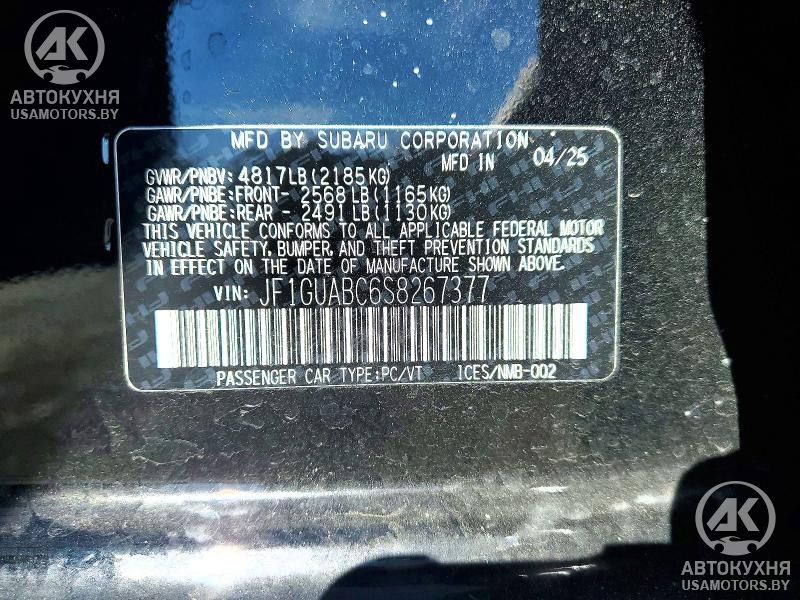 AK
АВТОКУХНЯ
USAMOTORS.BY
MFD BY SUBARU CORPORATION
MFD IN 04/25
GVWR/PNBV: 4817LB(2185KG)
GAWR/PNBE:FRONT- 2568LB(1165KG)
GAWR/PNBE:REAR - 2491LB(1130KG)
THIS VEHICLE CONFORMS TO ALL APPLICABLE FEDERAL MOTOR
VEHICLE SAFETY, BUMPER, AND THEFT PREVENTION STANDARDS
IN EFFECT ON THE DATE OF MANUFACTURE SHOWN ABOVE.
VIN: JF1GUABC6S8267377
PASSENGER CAR TYPE:PC/VT ICES/NMB-002
AK
АВТОКУХНЯ
USAMOTORS.BY